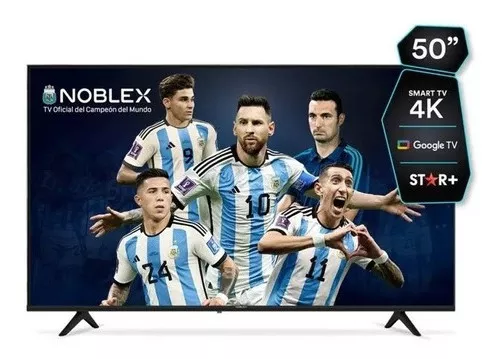 NOBLEX
TV Oficial del Campeón del Mundo
50”
SMART TV
4K
Google TV
STAR+
9
10
24
11